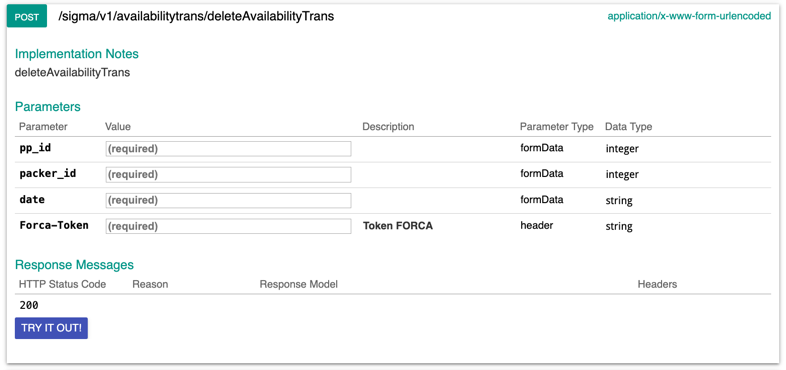 POST /sigma/v1/availabilitytrans/deleteAvailabilityTrans application/x-www-form-urlencoded
Implementation Notes
deleteAvailabilityTrans
Parameters
Parameter Value Description Parameter Type Data Type
pp_id (required) formData integer
packer_id (required) formData integer
date (required) formData string
Forca-Token (required) Token FORCA header string
Response Messages
HTTP Status Code Reason Response Model Headers
200
TRY IT OUT!